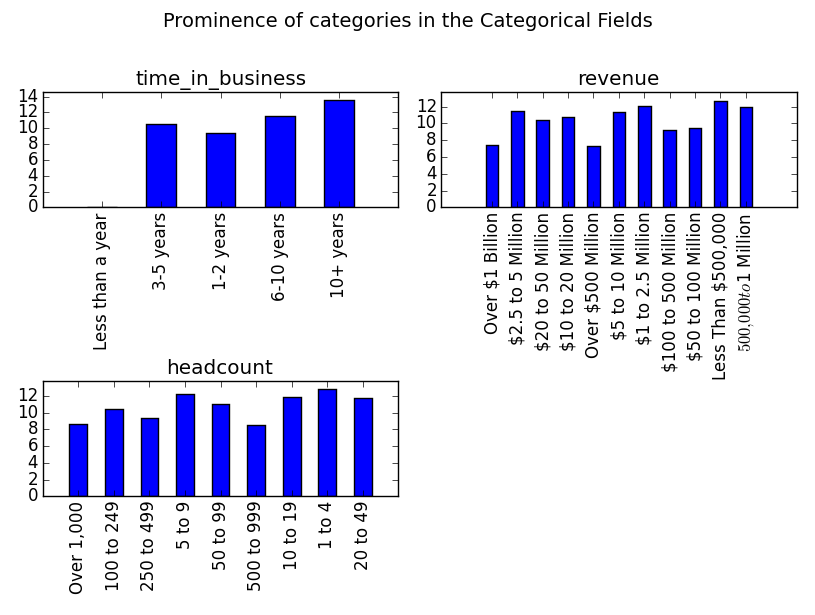 Prominence of categories in the Categorical Fields
time_in_business
14
12
10
8
6
4
2
0
Less than a year
3-5 years
1-2 years
6-10 years
10+ years
revenue
12
10
8
6
4
2
0
Over $1 Billion
$2.5 to 5 Million
$20 to 50 Million
$10 to 20 Million
Over $500 Million
$5 to 10 Million
$1 to 2.5 Million
$100 to 500 Million
$50 to 100 Million
Less Than $500,000
500,000to1 Million
headcount
12
10
8
6
4
2
0
Over 1,000
100 to 249
250 to 499
5 to 9
50 to 99
500 to 999
10 to 19
1 to 4
20 to 49